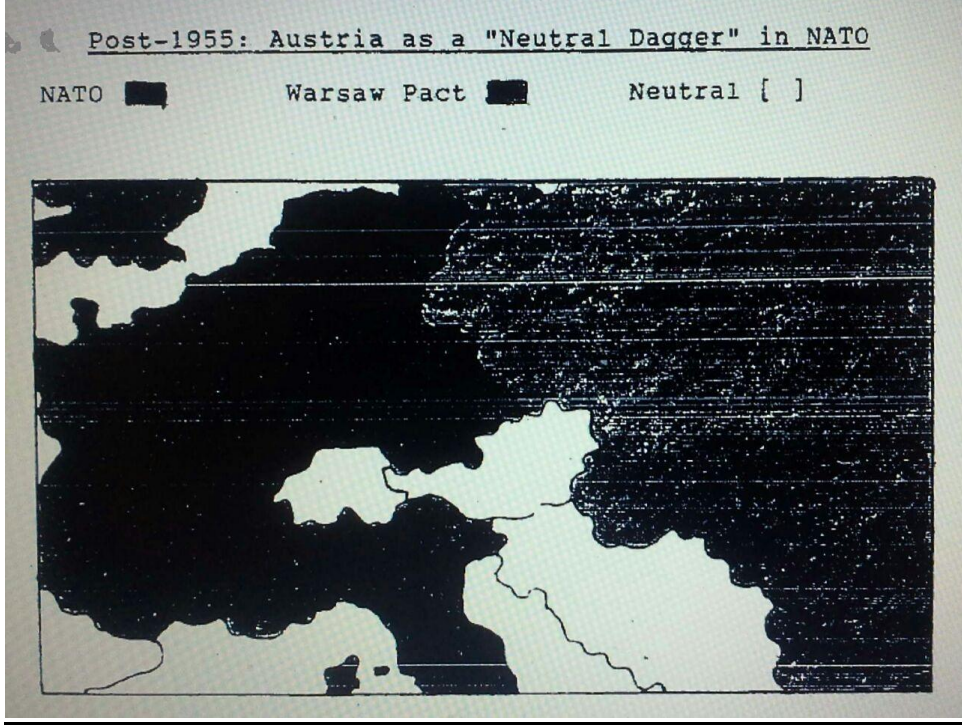 Post-1955: Austria as a "Neutral Dagger" in NATO
NATO Warsaw Pact Neutral [ ]